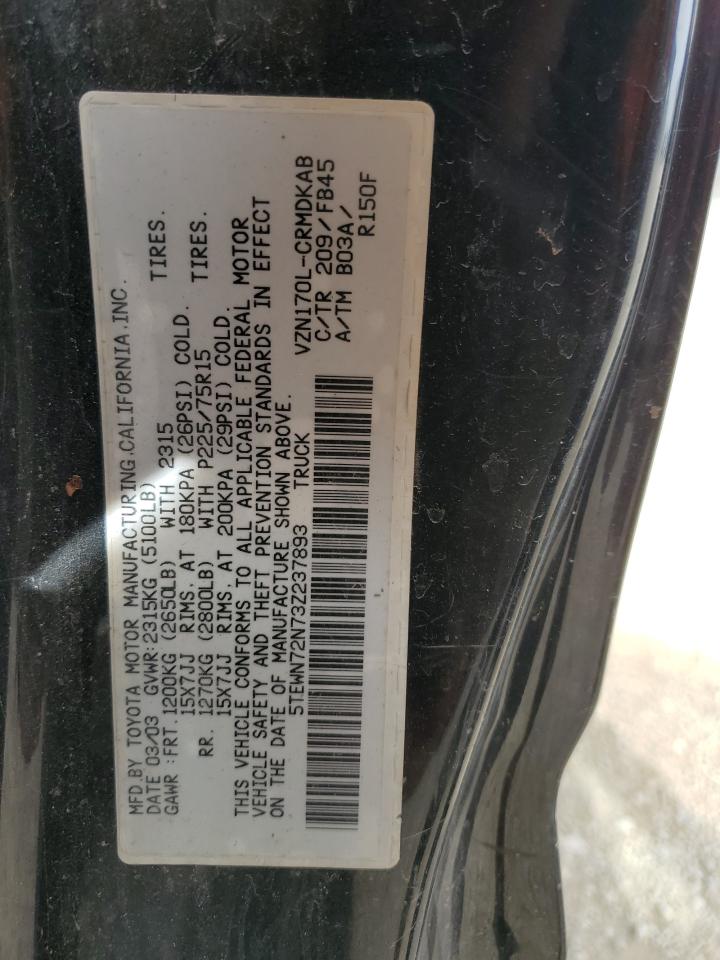 MFD BY TOYOTA MOTOR MANUFACTURING.CALIFORNIA.INC.
DATE 03/03 GVWR:2315KG (5100LB)
GAWR :FRT.1200KG (2650LB) WITH 2315 TIRES.
15X7JJ RIMS. AT 180KPA (26PSI) COLD.
RR. 1270KG (2800LB) WITH P225/75R15 TIRES.
15X7JJ RIMS. AT 200KPA (29PSI) COLD.
THIS VEHICLE CONFORMS TO ALL APPLICABLE FEDERAL MOTOR
VEHICLE SAFETY AND THEFT PREVENTION STANDARDS IN EFFECT
ON THE DATE OF MANUFACTURE SHOWN ABOVE.
5TEWN72N73Z237893 TRUCK
VZN170L-CRMDKAB
C/TR 209/FB45
A/TM B03A/
R150F